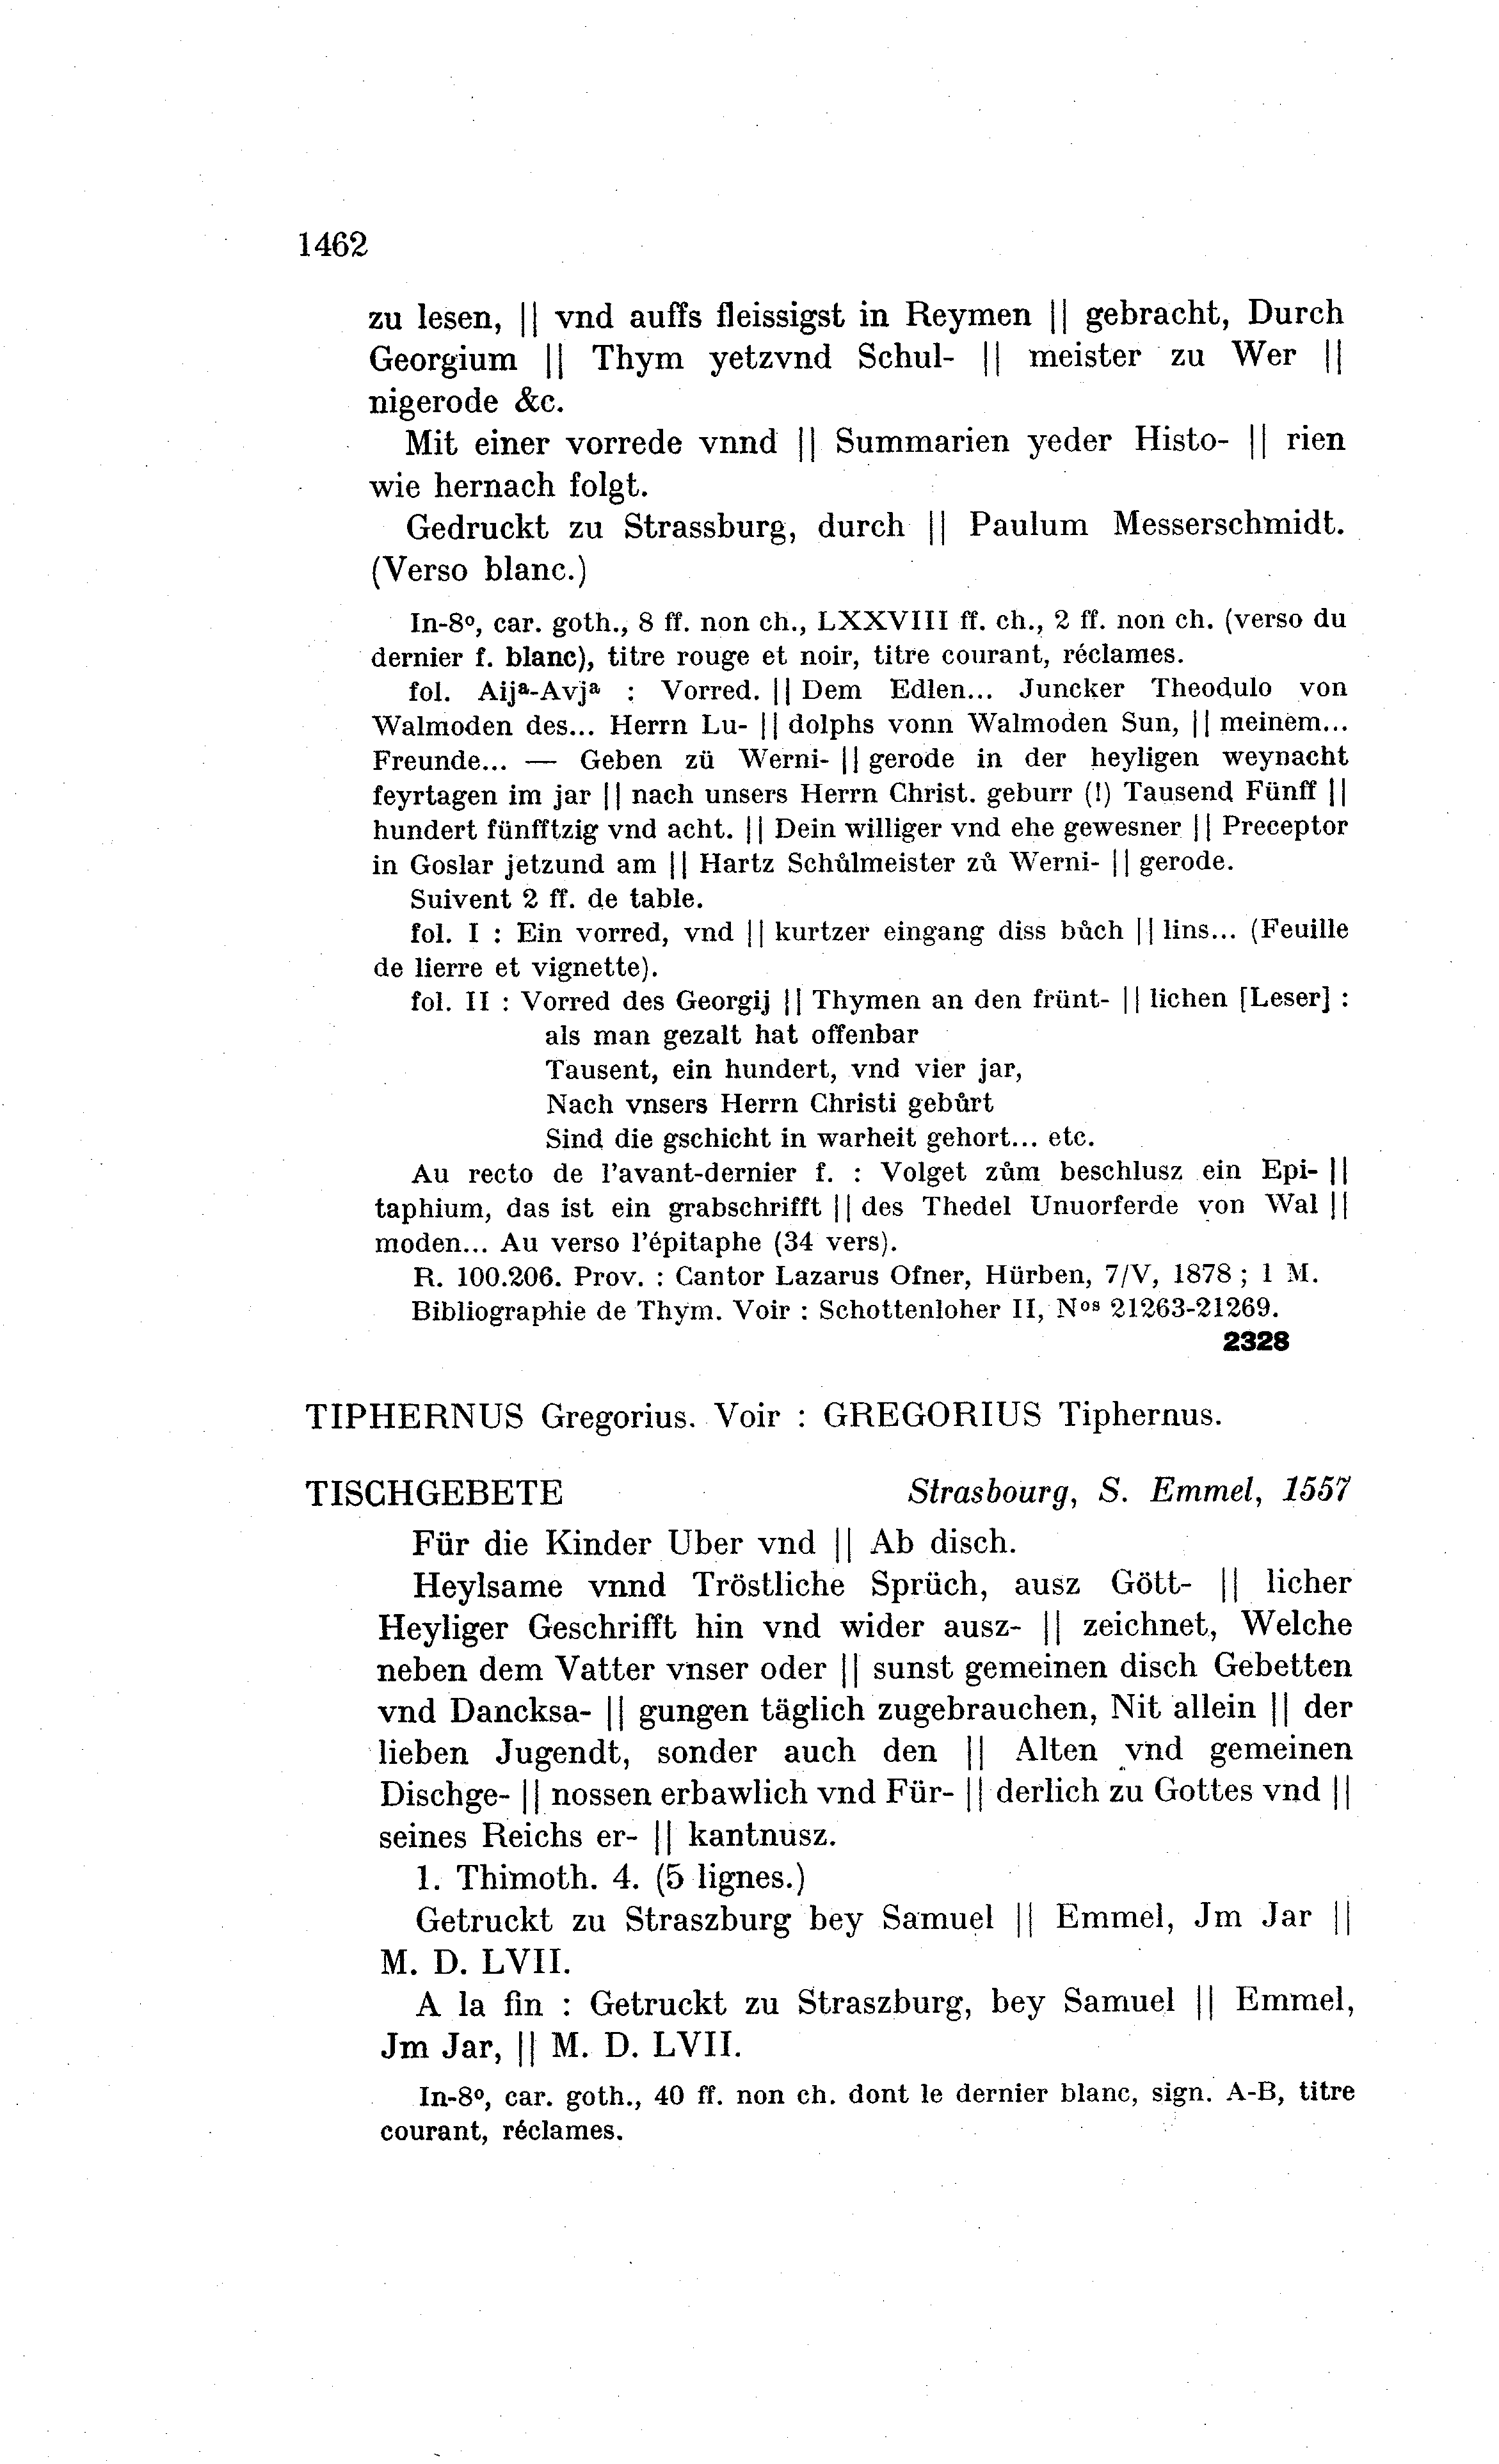 1462
zu lesen, || vnd auffs fleissigst in Reymen || gebracht, Durch
Georgium || Thym yetzvnd Schul- || meister zu Wer ||
nigerode &c.
Mit einer vorrede vnnd || Summarien yeder Histo- || rien
wie hernach folgt.
Gedruckt zu Strassburg, durch || Paulum Messerschmidt.
(Verso blanc.)
In-8º, car. goth., 8 ff. non ch., LXXVIII ff. ch., 2 ff. non ch. (verso du
dernier f. blanc), titre rouge et noir, titre courant, réclames.
fol. Aijª-Avjª : Vorred. || Dem Edlen... Juncker Theodulo von
Walmoden des... Herrn Lu- || dolphs vonn Walmoden Sun, || meinem...
Freunde... — Geben zü Werni- || gerode in der heyligen weynacht
feyrtagen im jar || nach unsers Herrn Christ. geburr (!) Tausend Fünff ||
hundert fünfftzig vnd acht. || Dein williger vnd ehe gewesner || Preceptor
in Goslar jetzund am || Hartz Schůlmeister zů Werni- || gerode.
Suivent 2 ff. de table.
fol. I : Ein vorred, vnd || kurtzer eingang diss bůch || lins... (Feuille
de lierre et vignette).
fol. II : Vorred des Georgij || Thymen an den frünt- || lichen [Leser] :
als man gezalt hat offenbar
Tausent, ein hundert, vnd vier jar,
Nach vnsers Herrn Christi gebůrt
Sind die gschicht in warheit gehort... etc.
Au recto de l'avant-dernier f. : Volget zům beschlusz ein Epi- ||
taphium, das ist ein grabschrifft || des Thedel Unuorferde von Wal ||
moden... Au verso l'épitaphe (34 vers).
R. 100.206. Prov. : Cantor Lazarus Ofner, Hürben, 7/V, 1878 ; 1 M.
Bibliographie de Thym. Voir : Schottenloher II, Nos 21263-21269.
2328
TIPHERNUS Gregorius. Voir : GREGORIUS Tiphernus.
TISCHGEBETE Strasbourg, S. Emmel, 1557
Für die Kinder Uber vnd || Ab disch.
Heylsame vnnd Tröstliche Sprüch, ausz Gött- || licher
Heyliger Geschrifft hin vnd wider ausz- || zeichnet, Welche
neben dem Vatter vnser oder || sunst gemeinen disch Gebetten
vnd Dancksa- || gungen täglich zugebrauchen, Nit allein || der
lieben Jugendt, sonder auch den || Alten vnd gemeinen
Dischge- || nossen erbawlich vnd Für- || derlich zu Gottes vnd ||
seines Reichs er- || kantnusz.
1. Thimoth. 4. (5 lignes.)
Getruckt zu Straszburg bey Samuel || Emmel, Jm Jar ||
M. D. LVII.
A la fin : Getruckt zu Straszburg, bey Samuel || Emmel,
Jm Jar, || M. D. LVII.
In-8º, car. goth., 40 ff. non ch. dont le dernier blanc, sign. A-B, titre
courant, réclames.